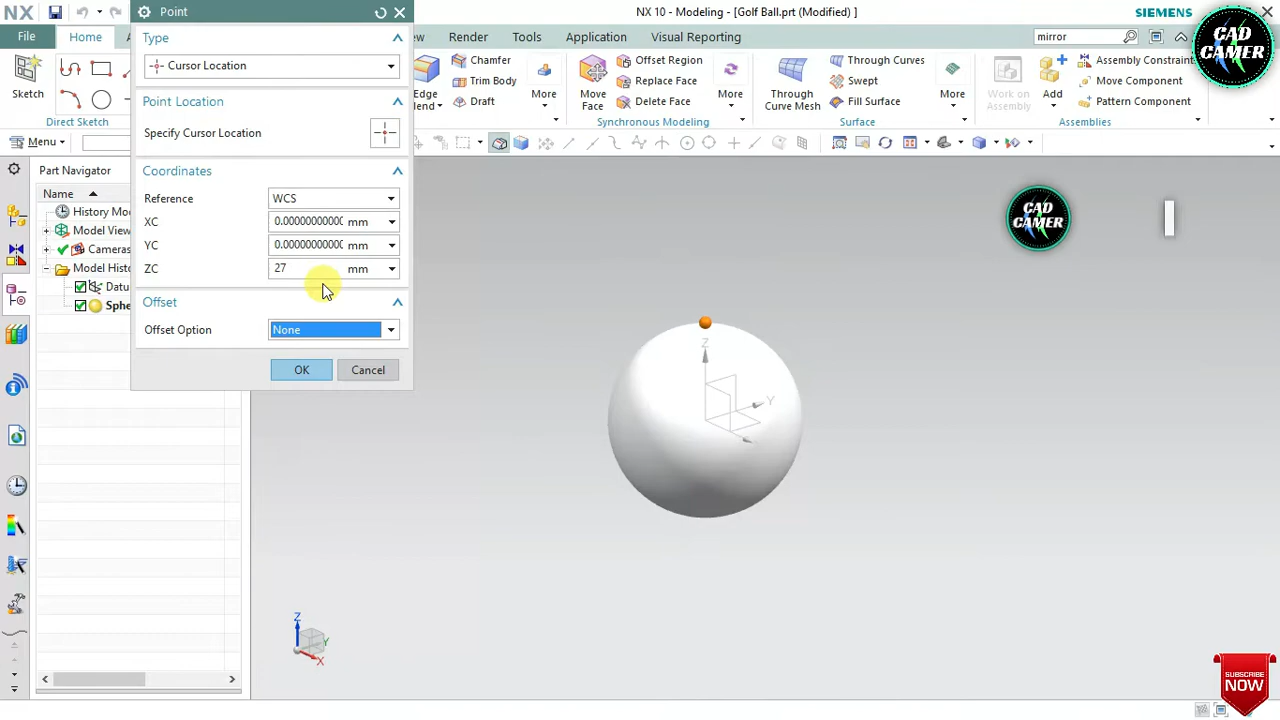 NX
Point
NX 10 - Modeling - [Golf Ball.prt (Modified) ]
SIEMENS
File
Home
Render
Tools
Application
Visual Reporting
mirror
Type
Cursor Location
Point Location
Specify Cursor Location
Coordinates
Reference
WCS
XC
0.00000000000
mm
YC
0.00000000000
mm
ZC
27
mm
Offset
Offset Option
None
OK
Cancel
Sketch
Direct Sketch
Menu
Chamfer
Trim Body
Draft
More
Move
Face
Offset Region
Replace Face
Delete Face
More
Synchronous Modeling
Through
Curve Mesh
Through Curves
Swept
Fill Surface
More
Surface
Work on
Assembly
Add
Assembly Constraint
Move Component
Pattern Component
Assemblies
Part Navigator
Name
History Mo
Model View
Cameras
Model Histo
Datu
Sphe
Z
Y
Z
Y
X
CAD
CAMER
CAD
CAMER
SUBSCRIBE
NOW